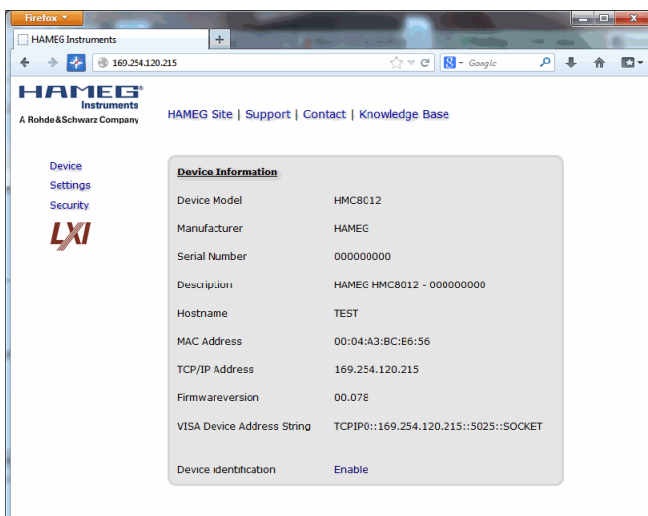 Firefox
HAMEG Instruments
169.254.120.215
Google
HAMEG®
Instruments
A Rohde&Schwarz Company
HAMEG Site | Support | Contact | Knowledge Base
Device
Settings
Security
LXI
Device Information
Device Model HMC8012
Manufacturer HAMEG
Serial Number 000000000
Description HAMEG HMC8012 - 000000000
Hostname TEST
MAC Address 00:04:A3:BC:E6:56
TCP/IP Address 169.254.120.215
Firmwareversion 00.078
VISA Device Address String TCPIP0::169.254.120.215::5025::SOCKET
Device Identification Enable